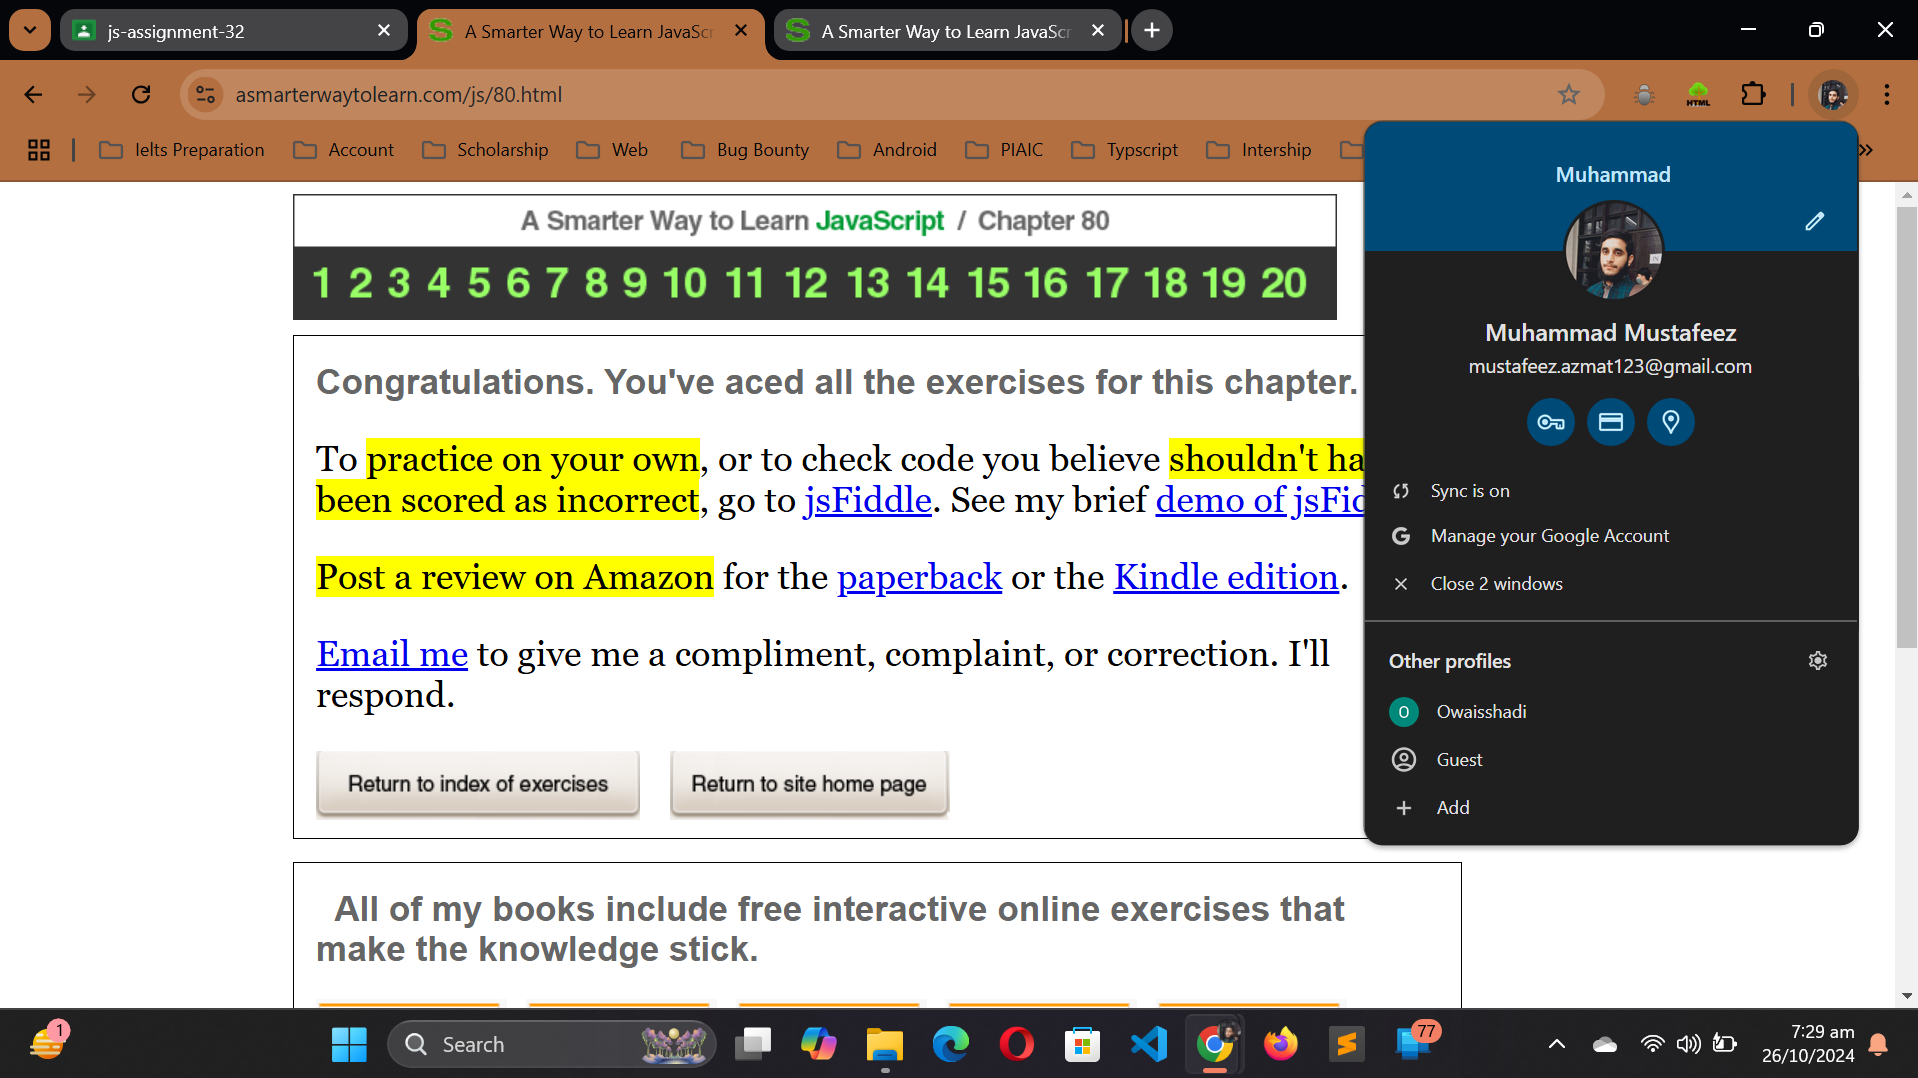 js-assignment-32
A Smarter Way to Learn JavaScr
A Smarter Way to Learn JavaScr
asmarterwaytolearn.com/js/80.html
HTML
Ielts Preparation
Account
Scholarship
Web
Bug Bounty
Android
PIAIC
Typscript
Intership
A Smarter Way to Learn JavaScript / Chapter 80
1 2 3 4 5 6 7 8 9 10 11 12 13 14 15 16 17 18 19 20
Congratulations. You've aced all the exercises for this chapter.
To practice on your own, or to check code you believe shouldn't ha
been scored as incorrect, go to jsFiddle. See my brief demo of jsFid
Post a review on Amazon for the paperback or the Kindle edition.
Email me to give me a compliment, complaint, or correction. I'll
respond.
Return to index of exercises
Return to site home page
All of my books include free interactive online exercises that
make the knowledge stick.
Muhammad
Muhammad Mustafeez
mustafeez.azmat123@gmail.com
Sync is on
Manage your Google Account
Close 2 windows
Other profiles
O
Owaisshadi
Guest
Add
1
Search
77
7:29 am
26/10/2024